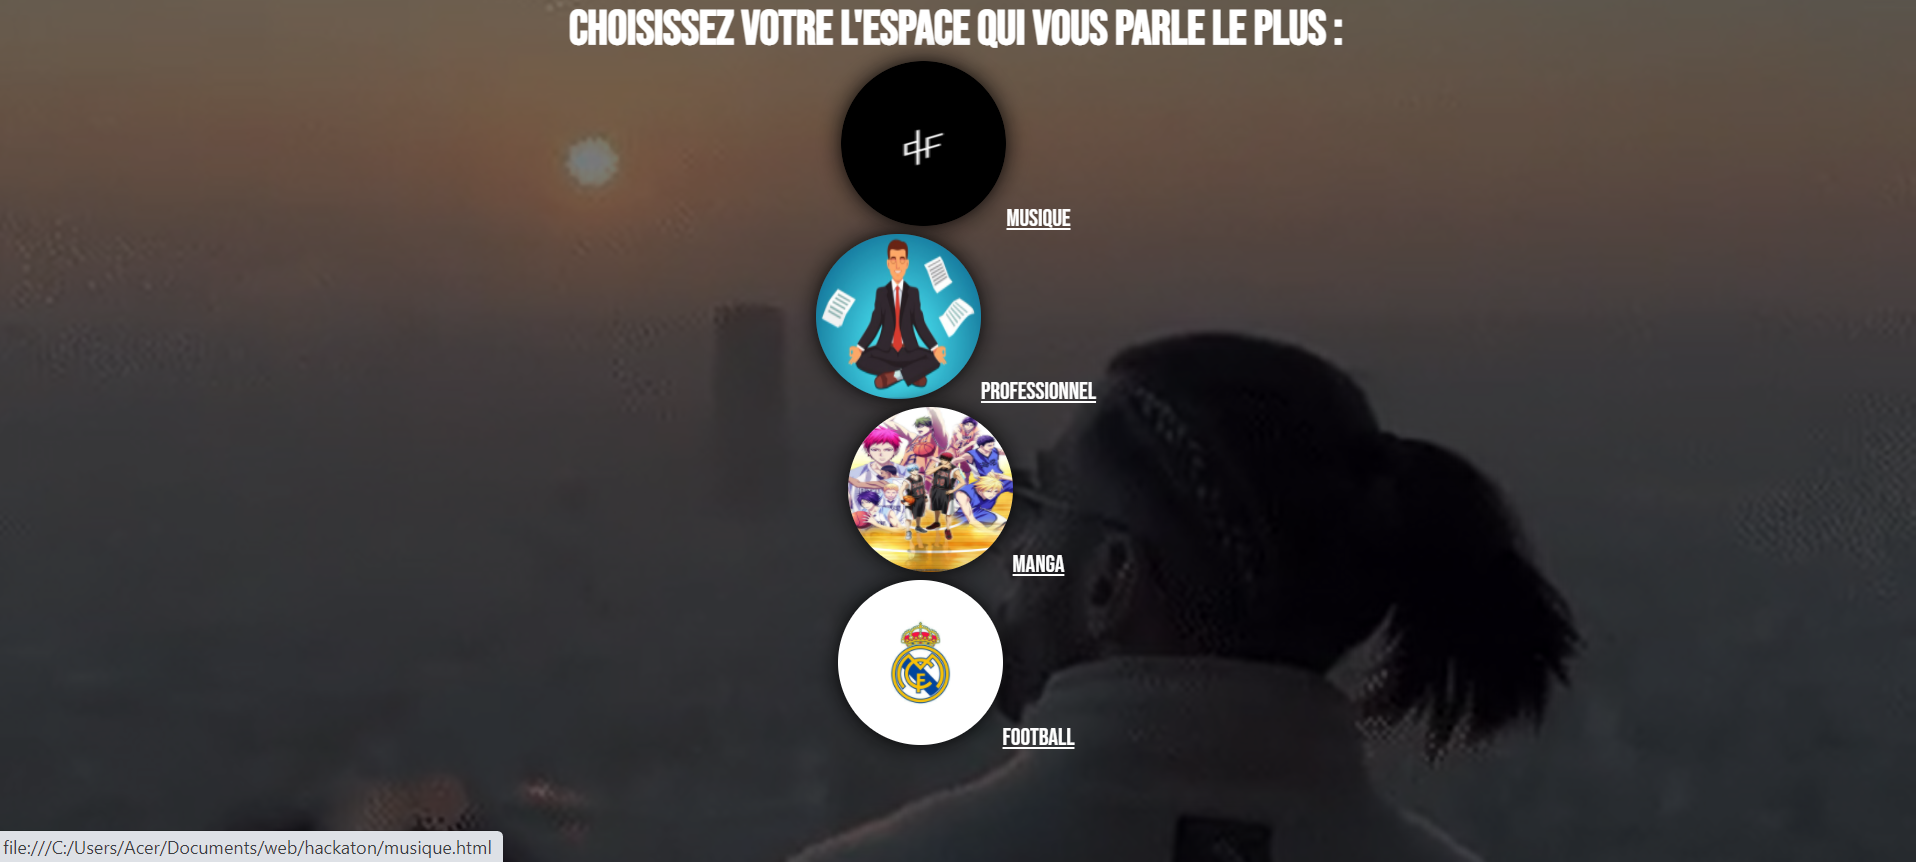 CHOISISSEZ VOTRE L'ESPACE QUI VOUS PARLE LE PLUS :
MUSIQUE
PROFESSIONNEL
MANGA
FOOTBALL
file:///C:/Users/Acer/Documents/web/hackaton/musique.html